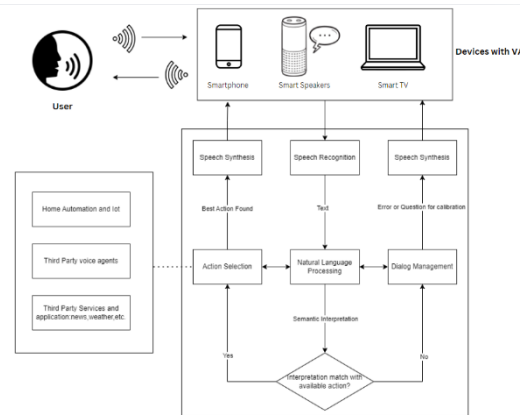 Devices with VA
Smartphone
Smart Speakers
Smart TV
User
Speech Synthesis
Speech Recognition
Speech Synthesis
Home Automation and Iot
Best Action Found
Text
Error or Question for calibration
Third Party voice agents
Action Selection
Natural Language
Processing
Dialog Management
Third Party Services and
application:news,weather,etc.
Semantic Interpretation
Yes
No
Interpretation match with
available action?